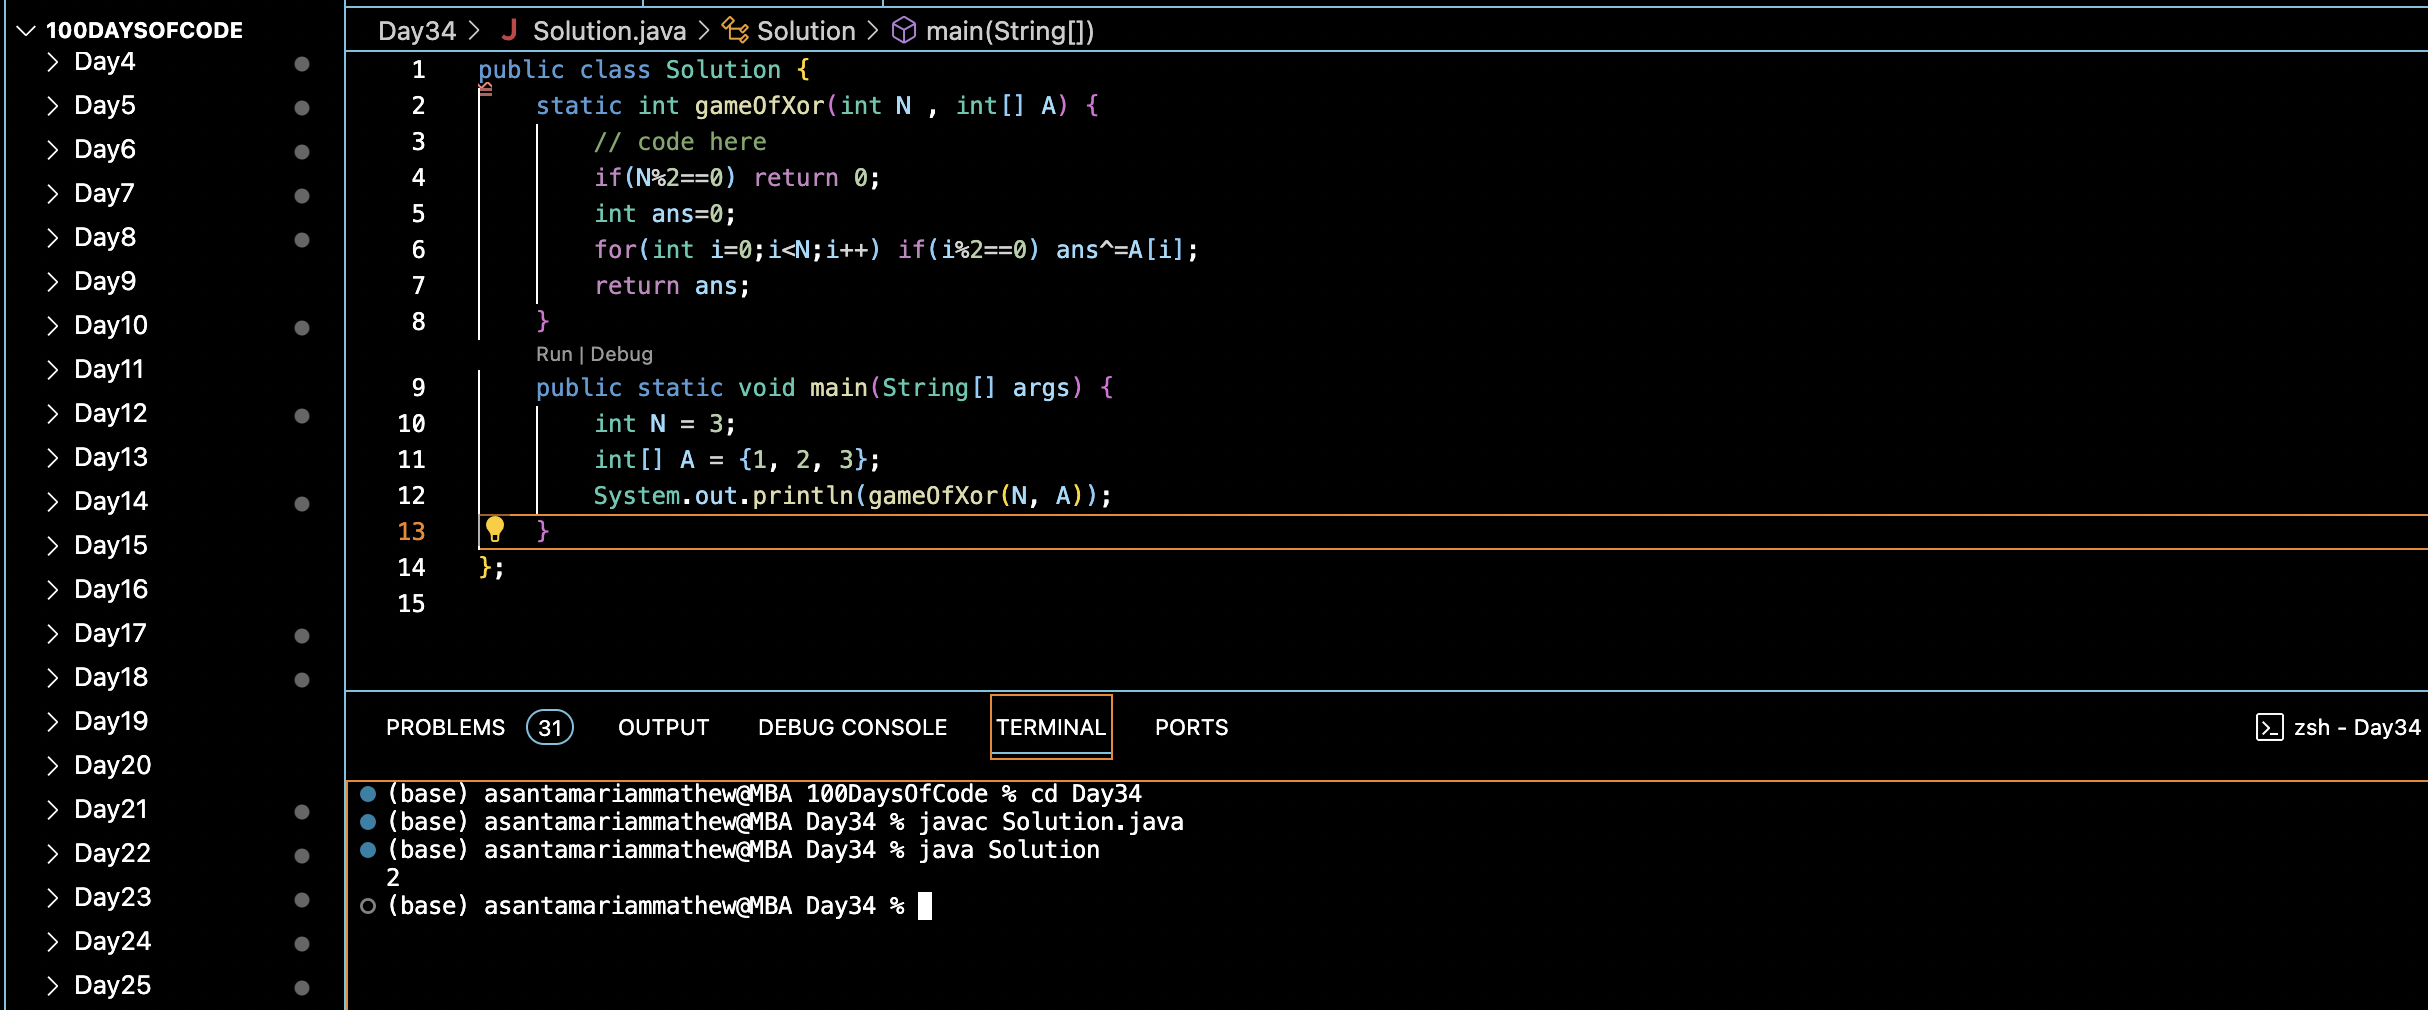 100DAYSOFCODE
Day4
Day5
Day6
Day7
Day8
Day9
Day10
Day11
Day12
Day13
Day14
Day15
Day16
Day17
Day18
Day19
Day20
Day21
Day22
Day23
Day24
Day25
Day34 > J Solution.java > Solution > main(String[])
1 public class Solution {
2     static int gameOfXor(int N , int[] A) {
3         // code here
4         if(N%2==0) return 0;
5         int ans=0;
6         for(int i=0;i<N;i++) if(i%2==0) ans^=A[i];
7         return ans;
8     }
Run | Debug
9     public static void main(String[] args) {
10         int N = 3;
11         int[] A = {1, 2, 3};
12         System.out.println(gameOfXor(N, A));
13     }
14 };
15
PROBLEMS 31 OUTPUT DEBUG CONSOLE TERMINAL PORTS zsh - Day34
(base) asantamariammathew@MBA 100DaysOfCode % cd Day34
(base) asantamariammathew@MBA Day34 % javac Solution.java
(base) asantamariammathew@MBA Day34 % java Solution
2
(base) asantamariammathew@MBA Day34 %